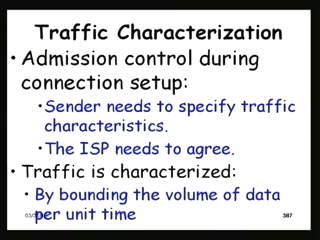 Traffic Characterization
• Admission control during
connection setup:
• Sender needs to specify traffic
characteristics.
• The ISP needs to agree.
• Traffic is characterized:
• By bounding the volume of data
per unit time
387